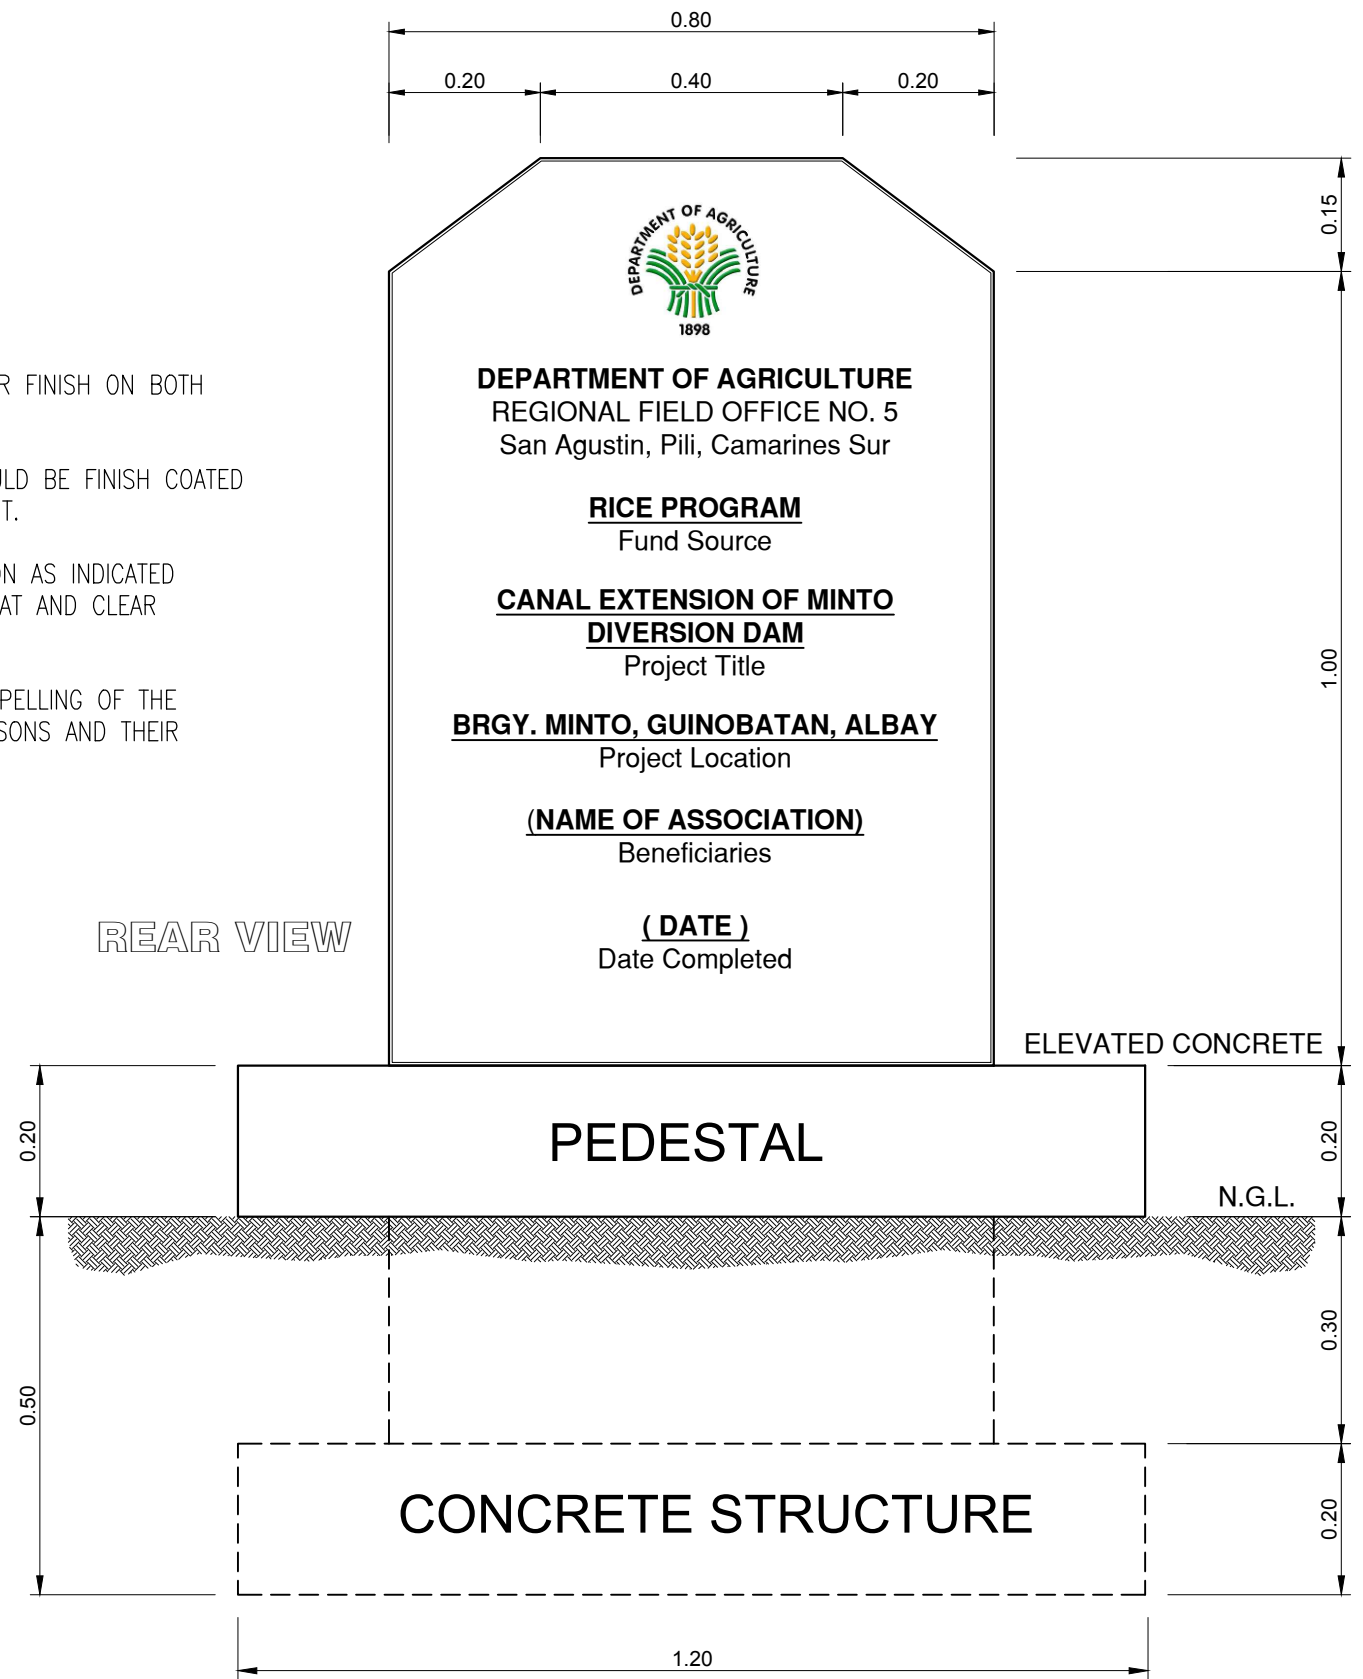 0.80
0.20 0.40 0.20
0.15
DEPARTMENT OF AGRICULTURE
1898
R FINISH ON BOTH
ULD BE FINISH COATED
T.
ON AS INDICATED
AT AND CLEAR
PELLING OF THE
SONS AND THEIR
DEPARTMENT OF AGRICULTURE
REGIONAL FIELD OFFICE NO. 5
San Agustin, Pili, Camarines Sur
RICE PROGRAM
Fund Source
CANAL EXTENSION OF MINTO
DIVERSION DAM
Project Title
BRGY. MINTO, GUINOBATAN, ALBAY
Project Location
(NAME OF ASSOCIATION)
Beneficiaries
( DATE )
Date Completed
1.00
REAR VIEW
ELEVATED CONCRETE
0.20
PEDESTAL
0.20
N.G.L.
0.50
0.30
CONCRETE STRUCTURE
0.20
1.20